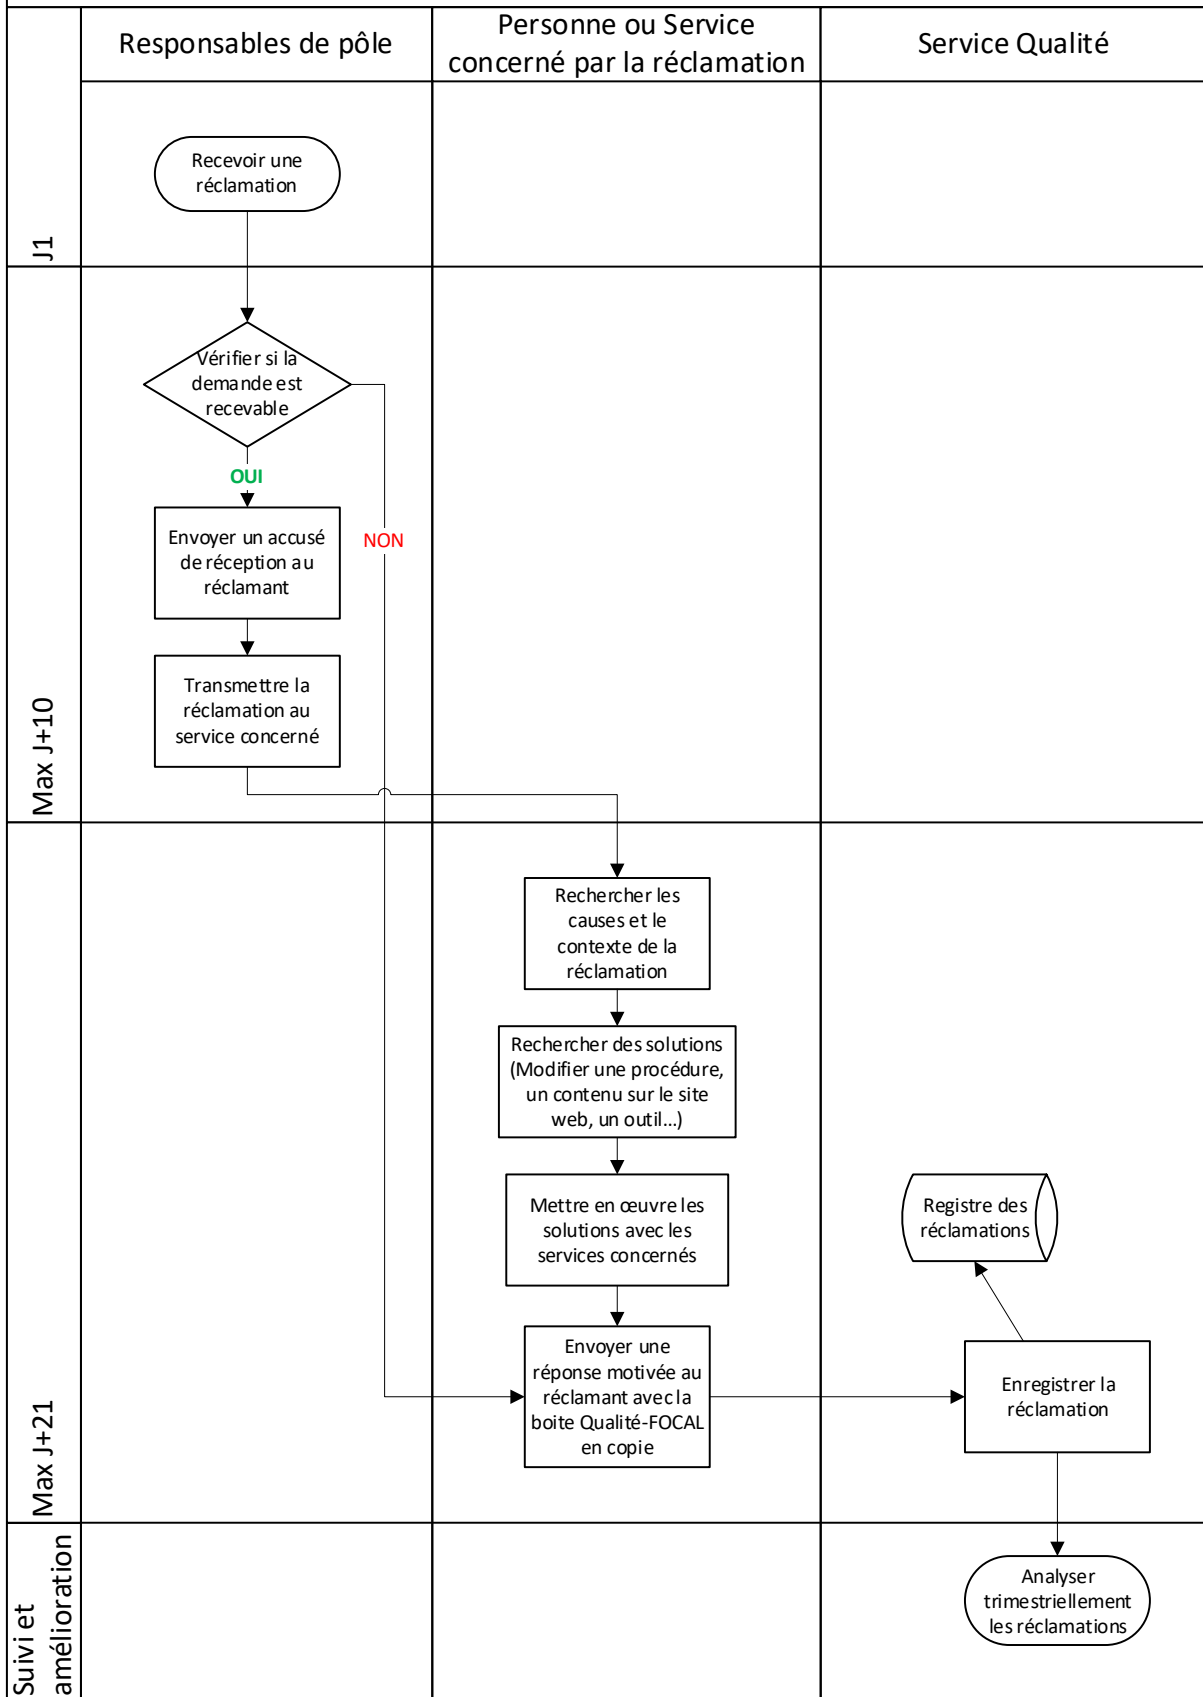 Responsables de pôle
Personne ou Service
concerné par la réclamation
Service Qualité
J1
Recevoir une
réclamation
Max J+10
Vérifier si la
demande est
recevable
OUI
NON
Envoyer un accusé
de réception au
réclamant
Transmettre la
réclamation au
service concerné
Max J+21
Rechercher les
causes et le
contexte de la
réclamation
Rechercher des solutions
(Modifier une procédure,
un contenu sur le site
web, un outil…)
Mettre en œuvre les
solutions avec les
services concernés
Registre des
réclamations
Envoyer une
réponse motivée au
réclamant avec la
boite Qualité-FOCAL
en copie
Enregistrer la
réclamation
Suivi et
amélioration
Analyser
trimestriellement
les réclamations